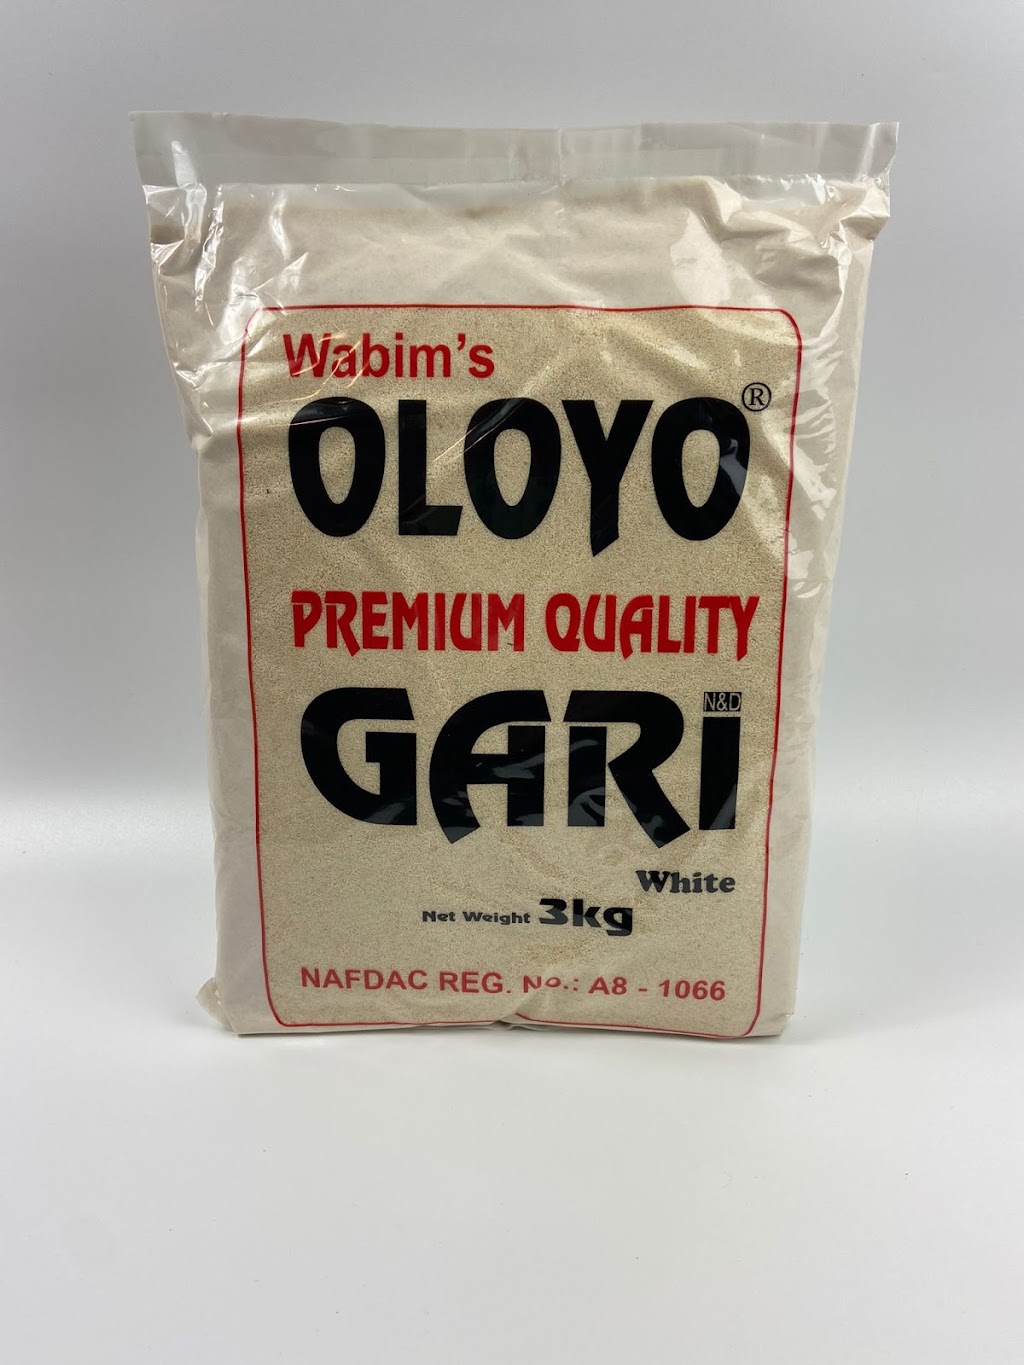 Wabim's
OLOYO®
PREMIUM QUALITY
GARi
N&D
White
Net Weight 3kg
NAFDAC REG. No.: A8 - 1066